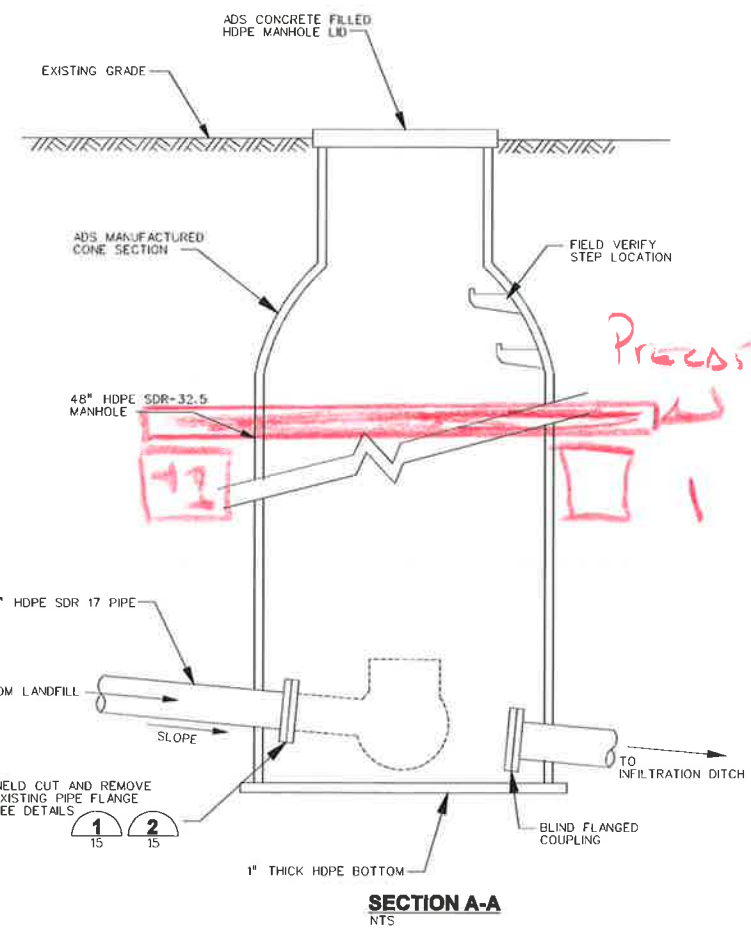 ADS CONCRETE FILLED
HDPE MANHOLE LID
EXISTING GRADE
ADS MANUFACTURED
CONE SECTION
FIELD VERIFY
STEP LOCATION
48" HDPE SDR-32.5
MANHOLE
" HDPE SDR 17 PIPE
OM LANDFILL
SLOPE
IELD CUT AND REMOVE
XISTING PIPE FLANGE
EE DETAILS
1
15
2
15
TO
INFILTRATION DITCH
BLIND FLANGED
COUPLING
1" THICK HDPE BOTTOM
SECTION A-A
NTS